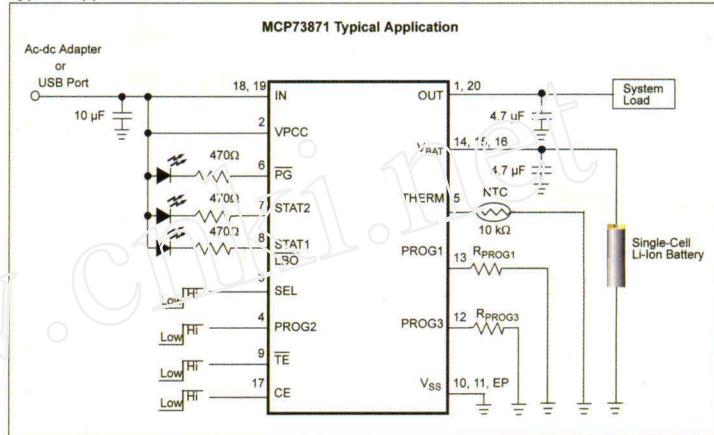 MCP73871 Typical Application
Ac-dc Adapter
or
USB Port
18, 19
IN
10 µF
2
VPCC
470Ω
6
PG
470Ω
7
STAT2
470Ω
8
STAT1
LBO
SEL
Low
Hi
4
PROG2
Low
Hi
9
TE
Low
Hi
17
CE
Low
Hi
OUT
1, 20
System
Load
4.7 uF
VBAT
14, 15, 16
4.7 µF
THERM
5
NTC
10 kΩ
PROG1
13
RPROG1
Single-Cell
Li-Ion Battery
PROG3
12
RPROG3
VSS
10, 11, EP
.cnki.net